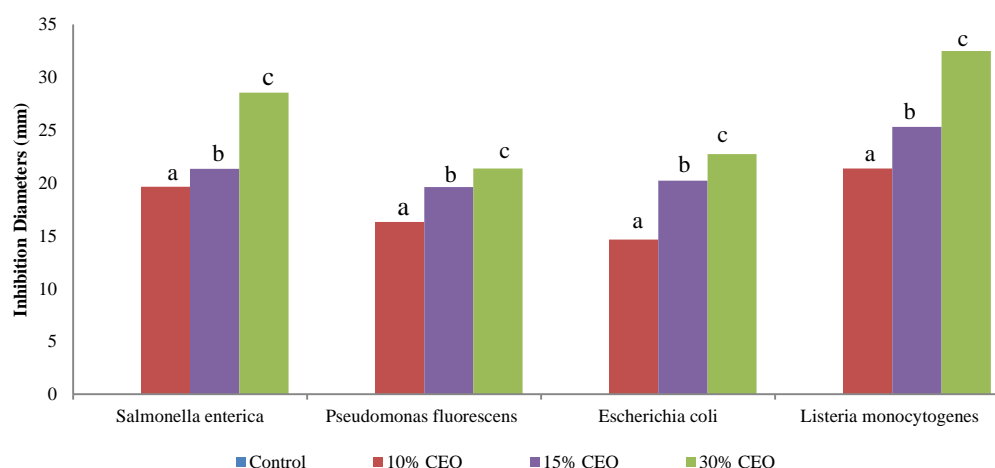 35
30
25
20
15
10
5
0
Inhibition Diameters (mm)
a
b
c
a
b
c
a
b
c
a
b
c
Salmonella enterica
Pseudomonas fluorescens
Escherichia coli
Listeria monocytogenes
Control
10% CEO
15% CEO
30% CEO